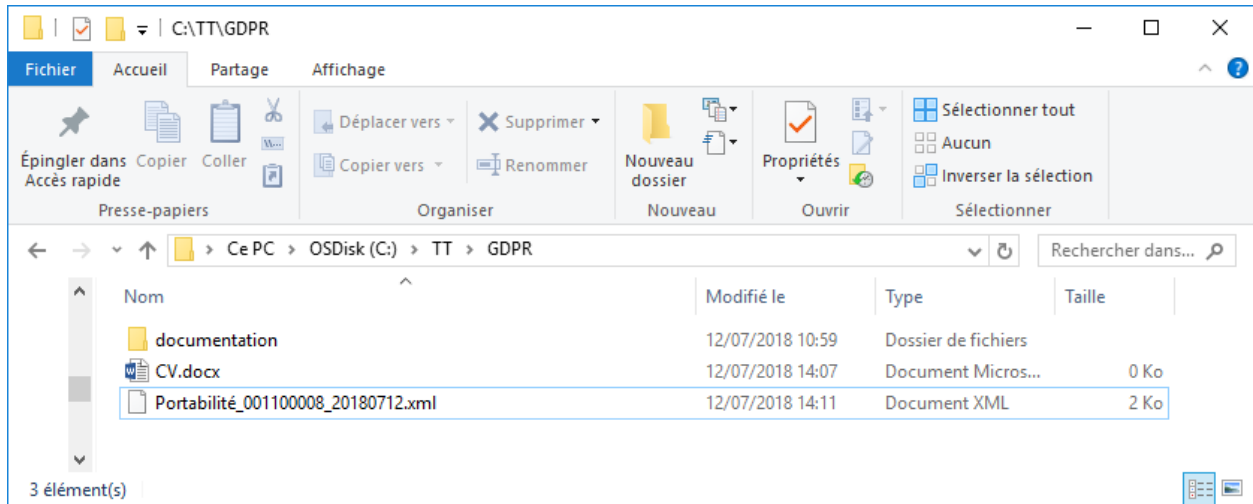 C:\TT\GDPR
Fichier Accueil Partage Affichage
Épingler dans Accès rapide
Copier
Coller
Déplacer vers
Copier vers
Supprimer
Renommer
Nouveau dossier
Propriétés
Sélectionner tout
Aucun
Inverser la sélection
Presse-papiers Organiser Nouveau Ouvrir Sélectionner
Ce PC > OSDisk (C:) > TT > GDPR
Rechercher dans...
Nom Modifié le Type Taille
documentation 12/07/2018 10:59 Dossier de fichiers
CV.docx 12/07/2018 14:07 Document Micros... 0 Ko
Portabilité_001100008_20180712.xml 12/07/2018 14:11 Document XML 2 Ko
3 élément(s)